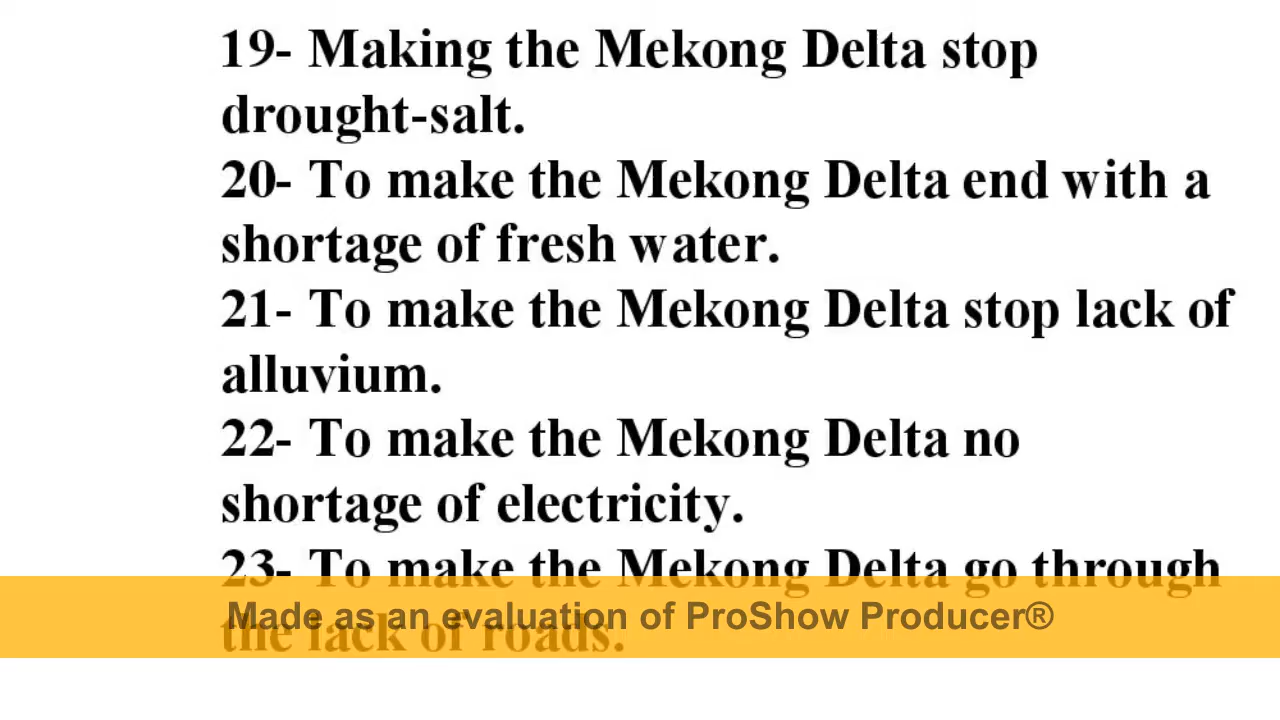 19- Making the Mekong Delta stop
drought-salt.
20- To make the Mekong Delta end with a
shortage of fresh water.
21- To make the Mekong Delta stop lack of
alluvium.
22- To make the Mekong Delta no
shortage of electricity.
23- To make the Mekong Delta go through
Made as an evaluation of ProShow Producer®
the lack of roads.